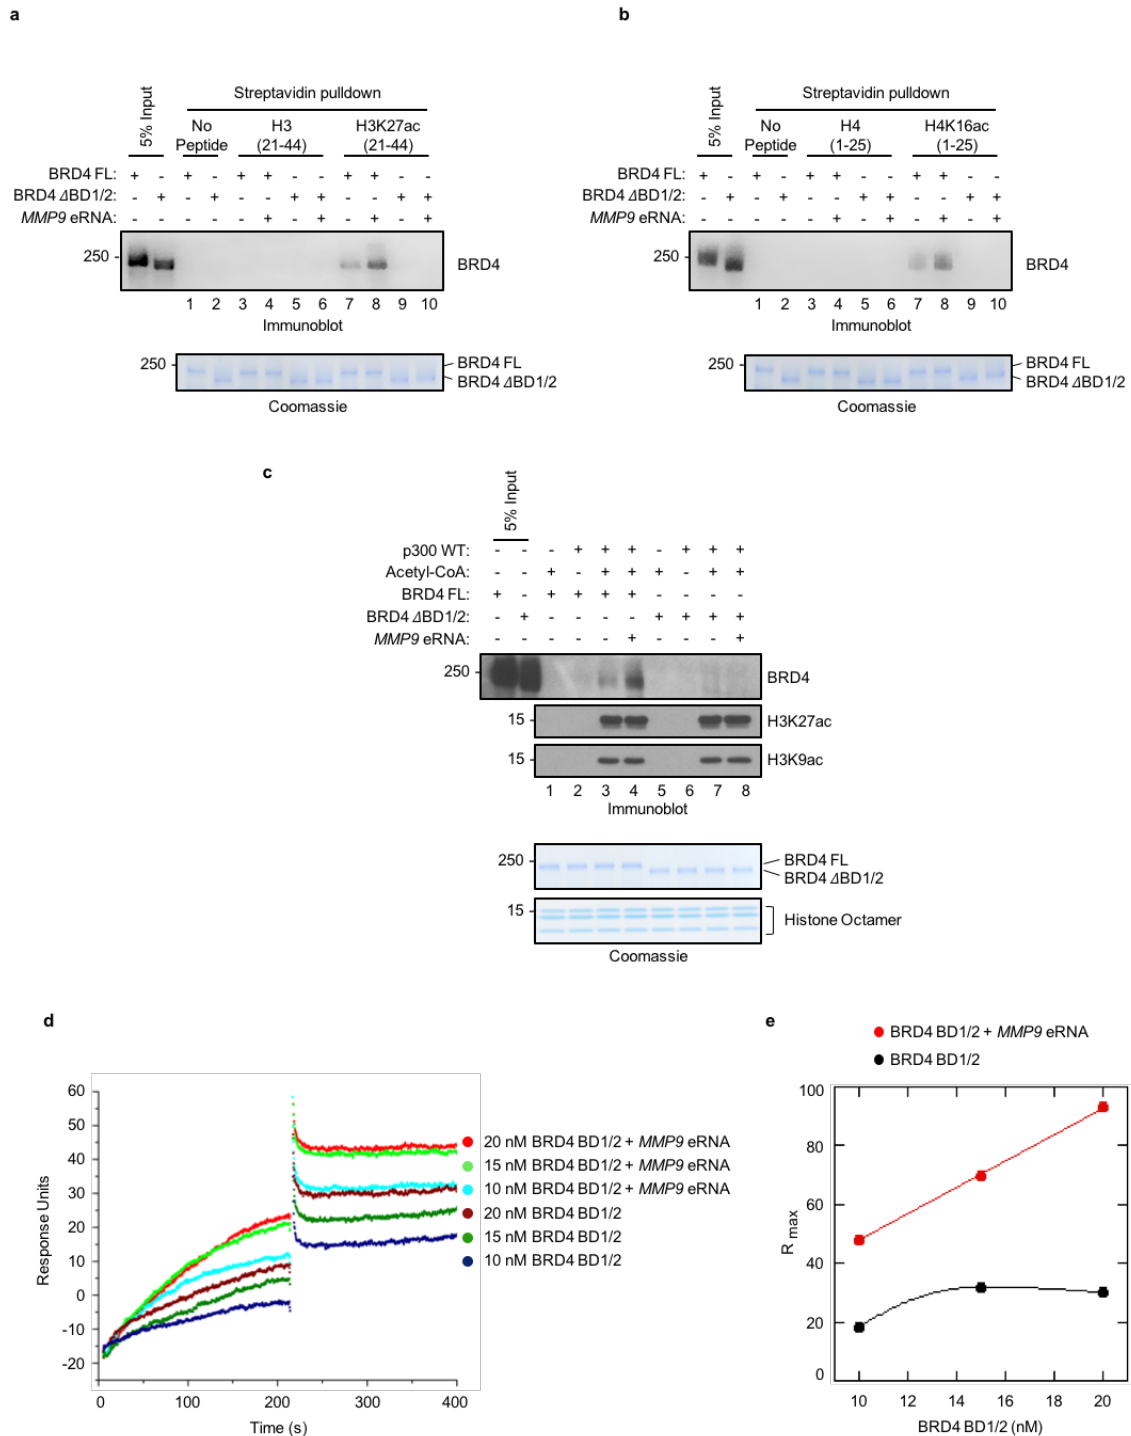 a
5% Input
Streptavidin pulldown
No Peptide
H3 (21-44)
H3K27ac (21-44)
BRD4 FL: + - + - + + - - + + - -
BRD4 ΔBD1/2: - + - + - - + + - - + +
MMP9 eRNA: - - - - - + - + - + - +
250
BRD4
1 2 3 4 5 6 7 8 9 10
Immunoblot
250
BRD4 FL
BRD4 ΔBD1/2
Coomassie
b
5% Input
Streptavidin pulldown
No Peptide
H4 (1-25)
H4K16ac (1-25)
BRD4 FL: + - + - + + - - + + - -
BRD4 ΔBD1/2: - + - + - - + + - - + +
MMP9 eRNA: - - - - - + - + - + - +
250
BRD4
1 2 3 4 5 6 7 8 9 10
Immunoblot
250
BRD4 FL
BRD4 ΔBD1/2
Coomassie
c
5% Input
p300 WT: - - - + + + - + + +
Acetyl-CoA: - - + - + + + - + +
BRD4 FL: + - + + + + - - - -
BRD4 ΔBD1/2: - + - - - - + + + +
MMP9 eRNA: - - - - - + - - - +
250
BRD4
15
H3K27ac
15
H3K9ac
1 2 3 4 5 6 7 8
Immunoblot
250
BRD4 FL
BRD4 ΔBD1/2
15
Histone Octamer
Coomassie
d
60
50
40
30
20
10
0
-10
-20
Response Units
0 100 200 300 400
Time (s)
20 nM BRD4 BD1/2 + MMP9 eRNA
15 nM BRD4 BD1/2 + MMP9 eRNA
10 nM BRD4 BD1/2 + MMP9 eRNA
20 nM BRD4 BD1/2
15 nM BRD4 BD1/2
10 nM BRD4 BD1/2
e
BRD4 BD1/2 + MMP9 eRNA
BRD4 BD1/2
100
80
60
40
20
0
R max
10 12 14 16 18 20
BRD4 BD1/2 (nM)